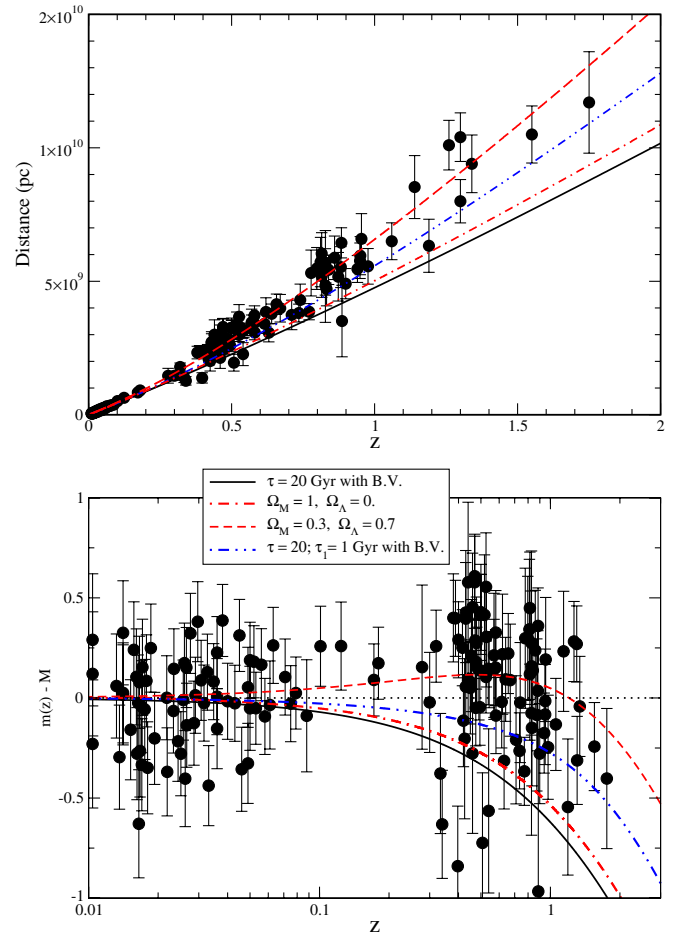 2×10¹⁰
1×10¹⁰
5×10⁹
0
Distance (pc)
0 0.5 1 1.5 2
z
τ = 20 Gyr with B.V.
Ω_M = 1, Ω_Λ = 0.
Ω_M = 0.3, Ω_Λ = 0.7
τ = 20; τ₁= 1 Gyr with B.V.
1
0.5
0
-0.5
-1
m(z) - M
0.01 0.1 1
z